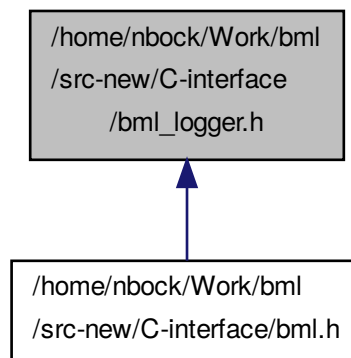 /home/nbock/Work/bml
/src-new/C-interface
/bml_logger.h
/home/nbock/Work/bml
/src-new/C-interface/bml.h